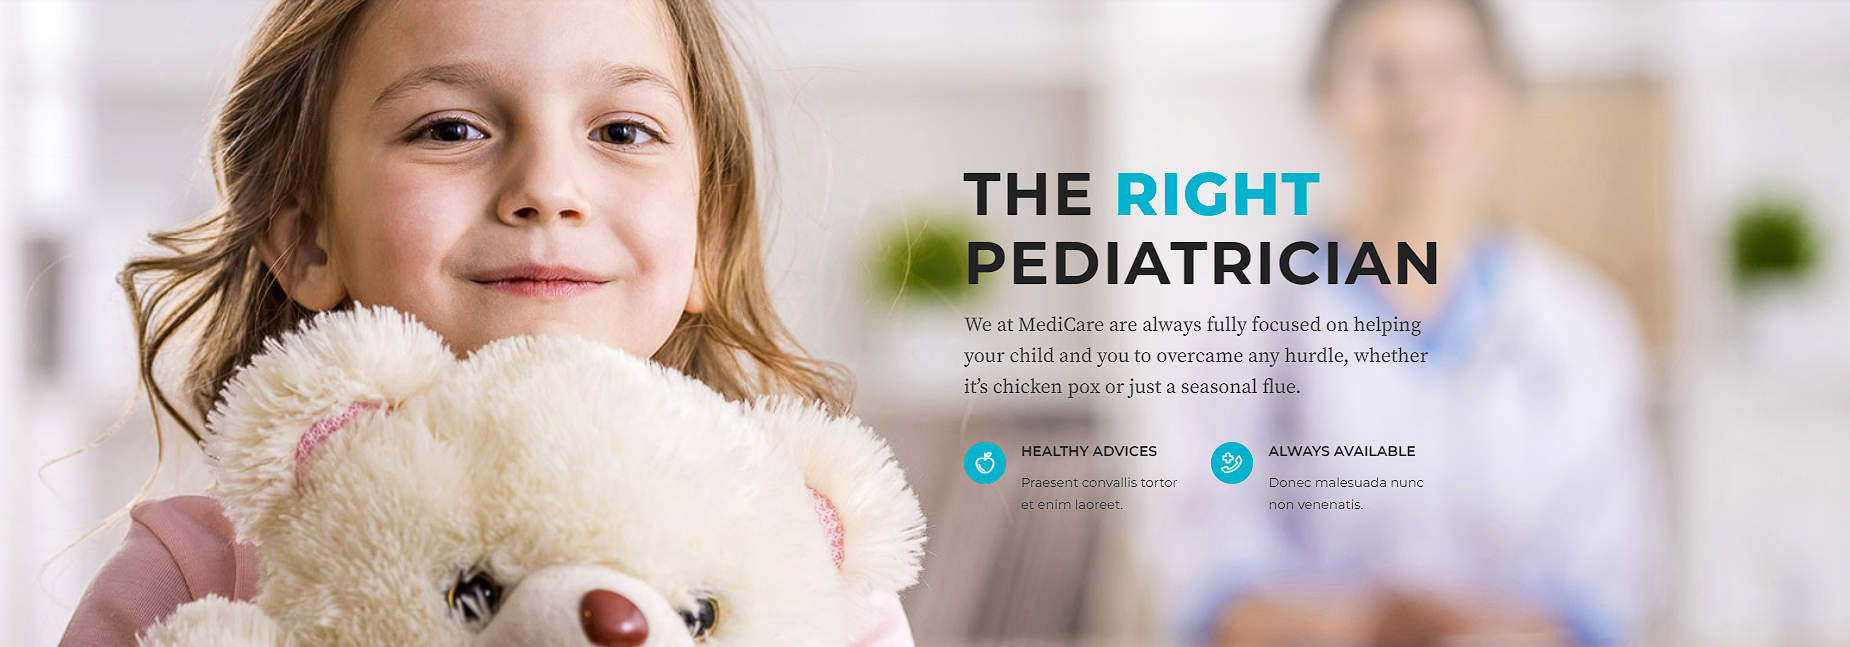 THE RIGHT
PEDIATRICIAN
We at MediCare are always fully focused on helping
your child and you to overcame any hurdle, whether
it’s chicken pox or just a seasonal flue.
HEALTHY ADVICES
Praesent convallis tortor
et enim laoreet.
ALWAYS AVAILABLE
Donec malesuada nunc
non venenatis.